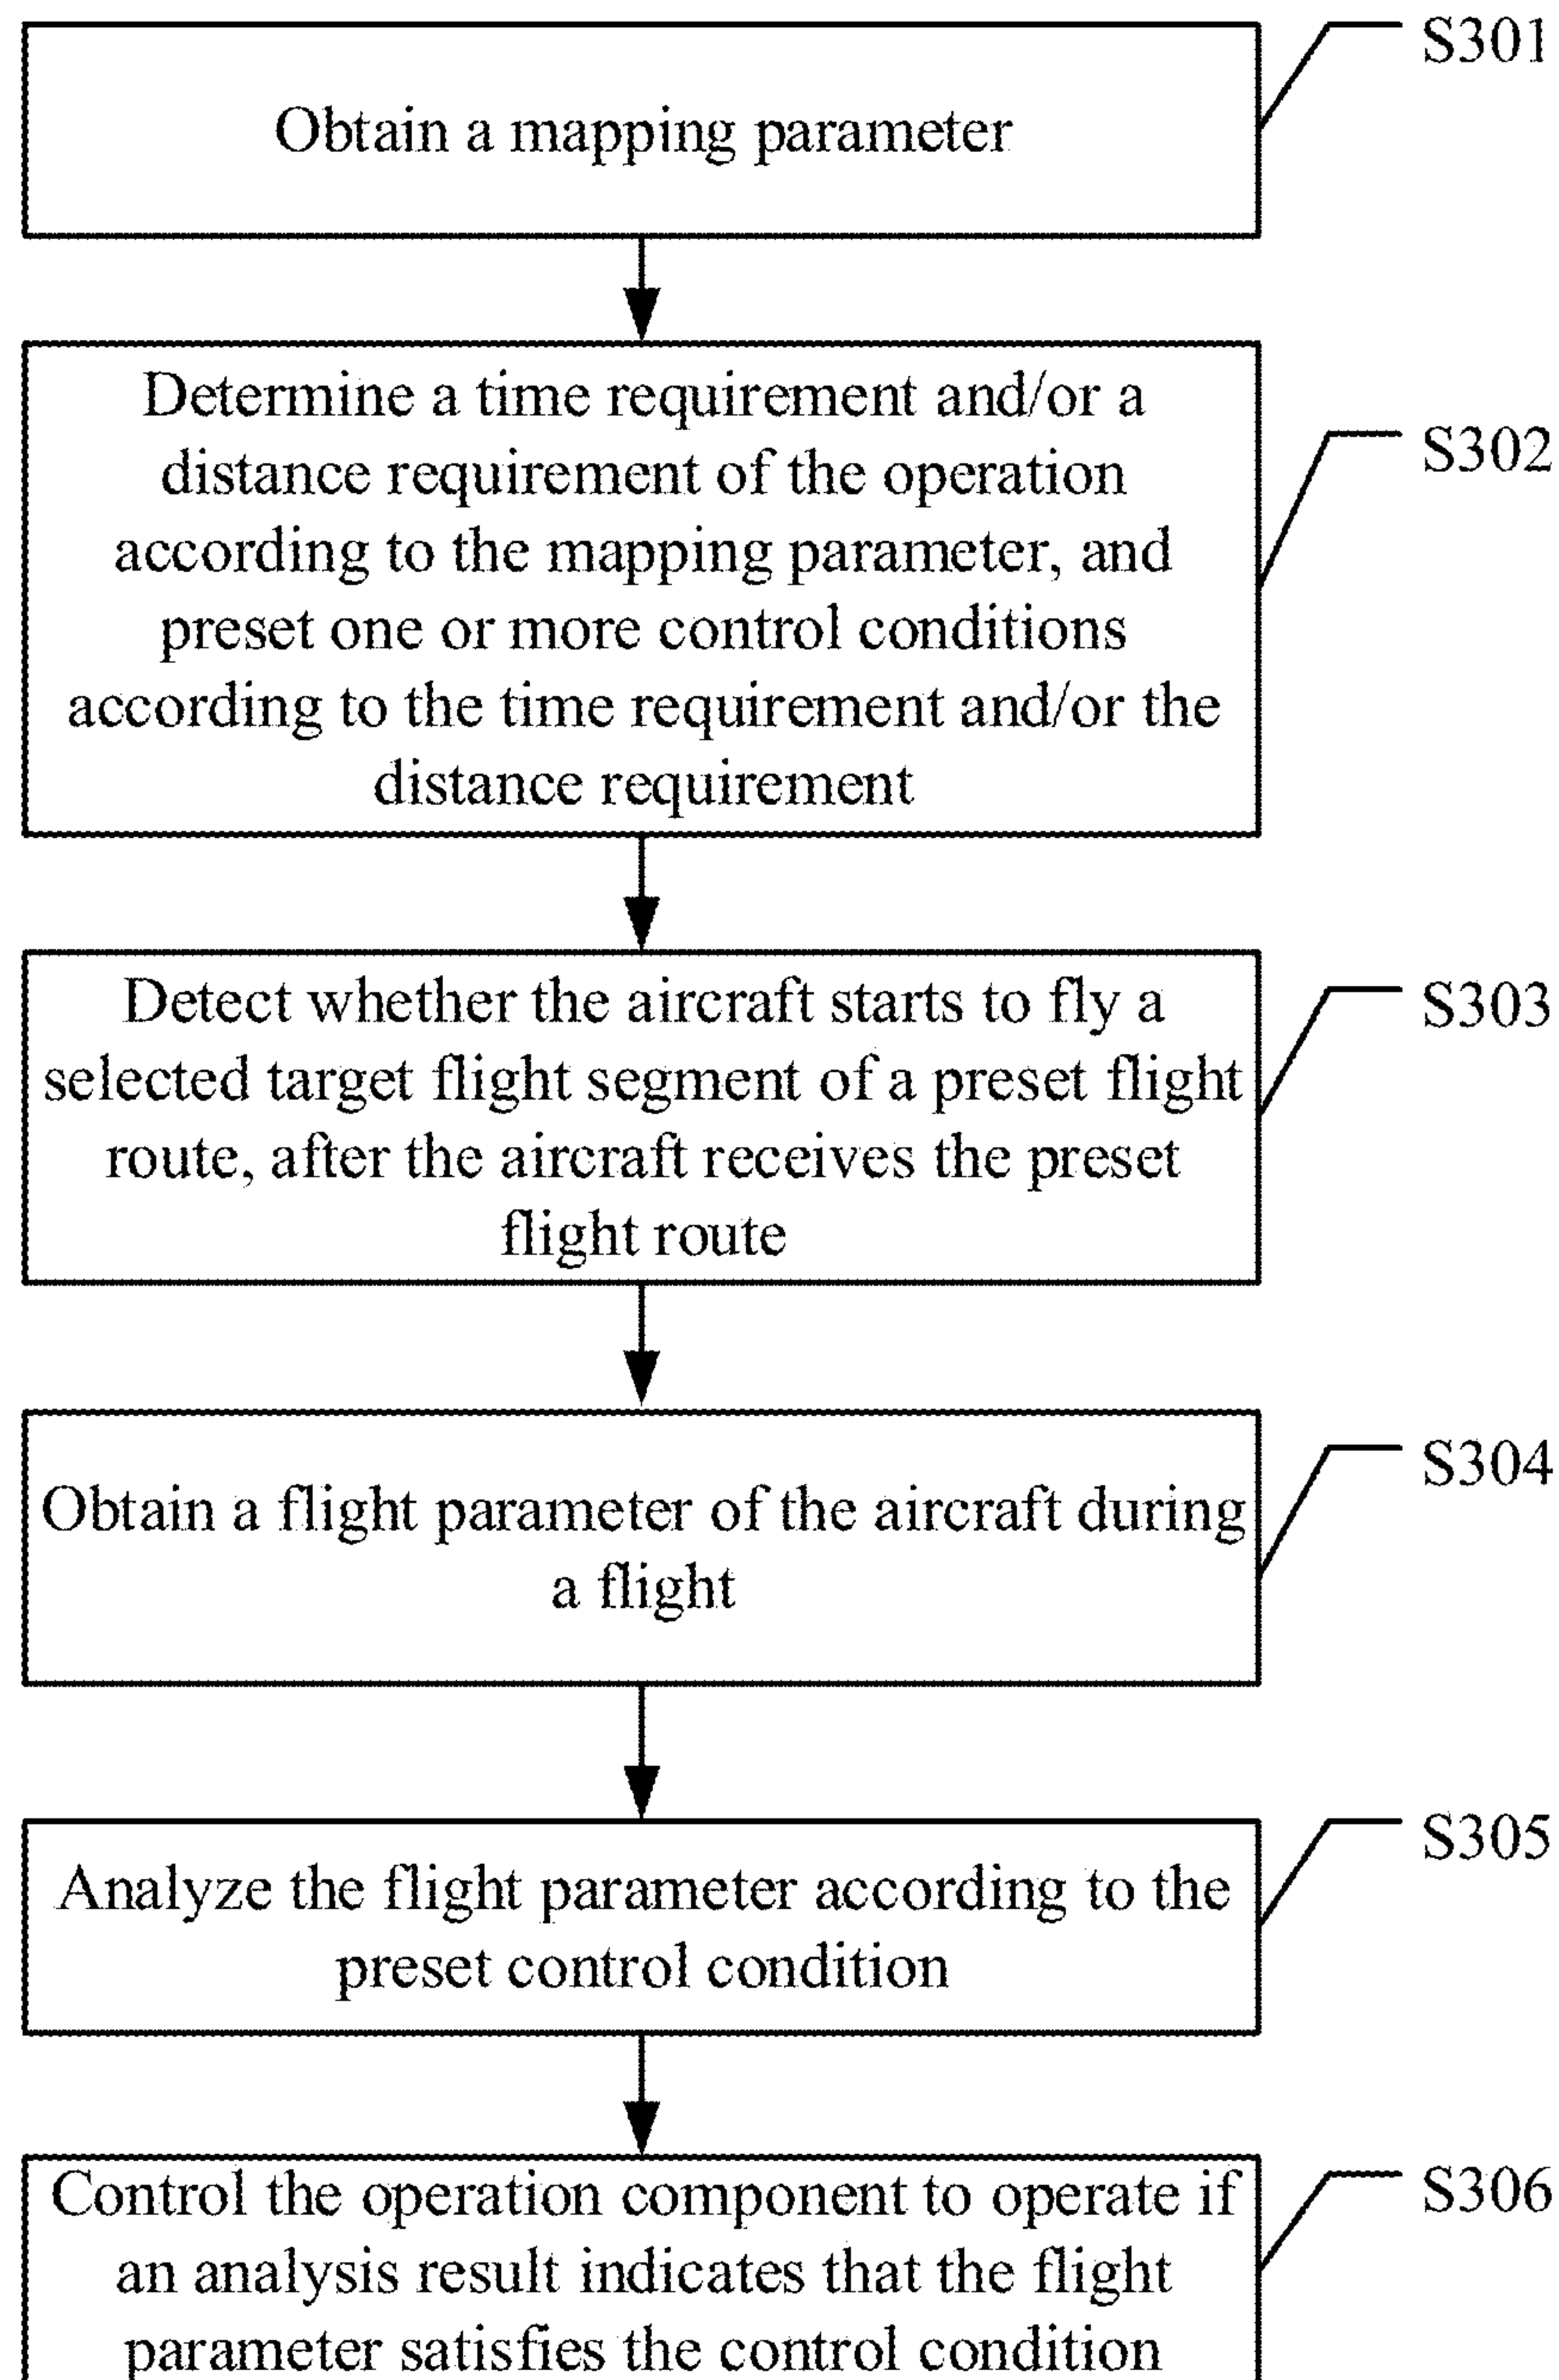 S301
Obtain a mapping parameter
Determine a time requirement and/or a
distance requirement of the operation
according to the mapping parameter, and
preset one or more control conditions
according to the time requirement and/or the
distance requirement
S302
Detect whether the aircraft starts to fly a
selected target flight segment of a preset flight
route, after the aircraft receives the preset
flight route
S303
Obtain a flight parameter of the aircraft during
a flight
S304
Analyze the flight parameter according to the
preset control condition
S305
Control the operation component to operate if
an analysis result indicates that the flight
parameter satisfies the control condition
S306